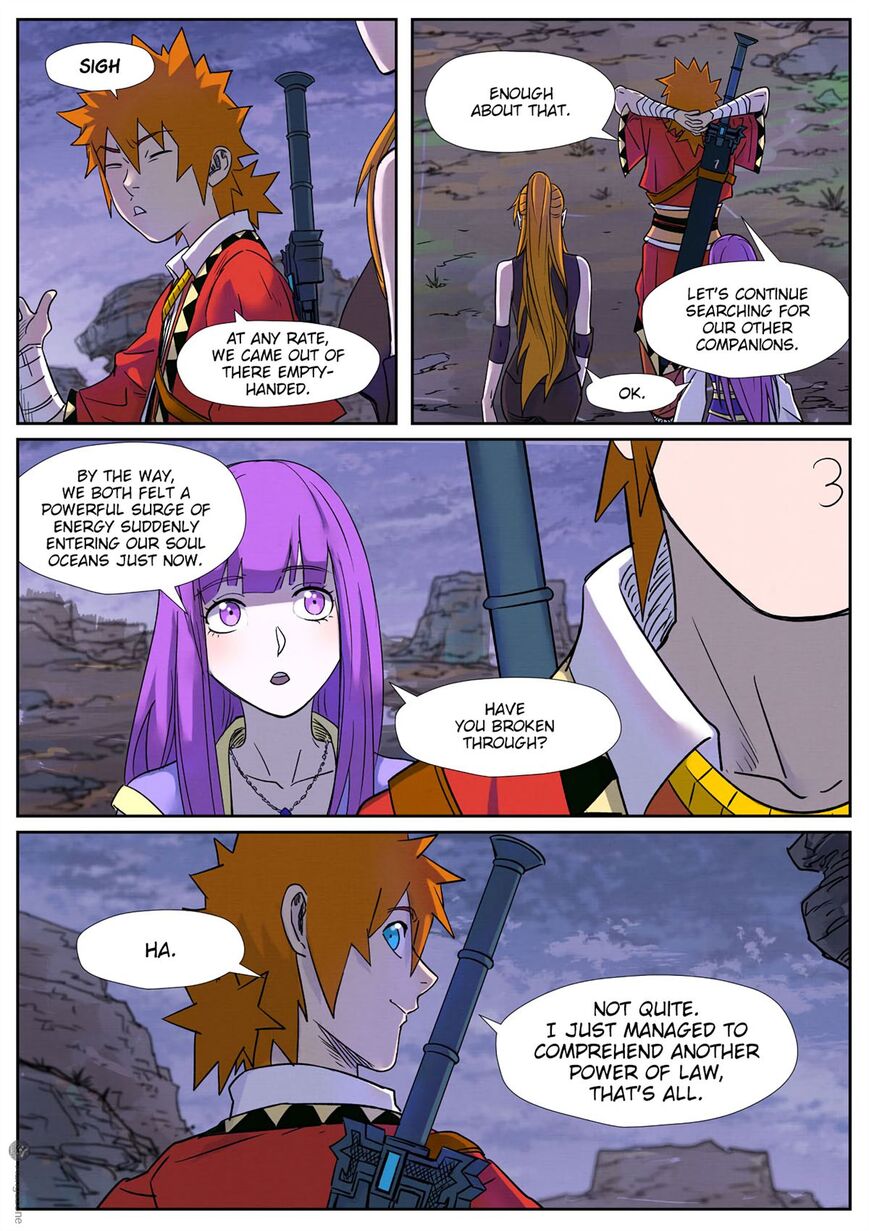 SIGH
AT ANY RATE,
WE CAME OUT OF
THERE EMPTY-
HANDED.
ENOUGH
ABOUT THAT.
LET'S CONTINUE
SEARCHING FOR
OUR OTHER
COMPANIONS.
OK.
BY THE WAY,
WE BOTH FELT A
POWERFUL SURGE OF
ENERGY SUDDENLY
ENTERING OUR SOUL
OCEANS JUST NOW.
HAVE
YOU BROKEN
THROUGH?
HA.
NOT QUITE.
I JUST MANAGED TO
COMPREHEND ANOTHER
POWER OF LAW,
THAT'S ALL.